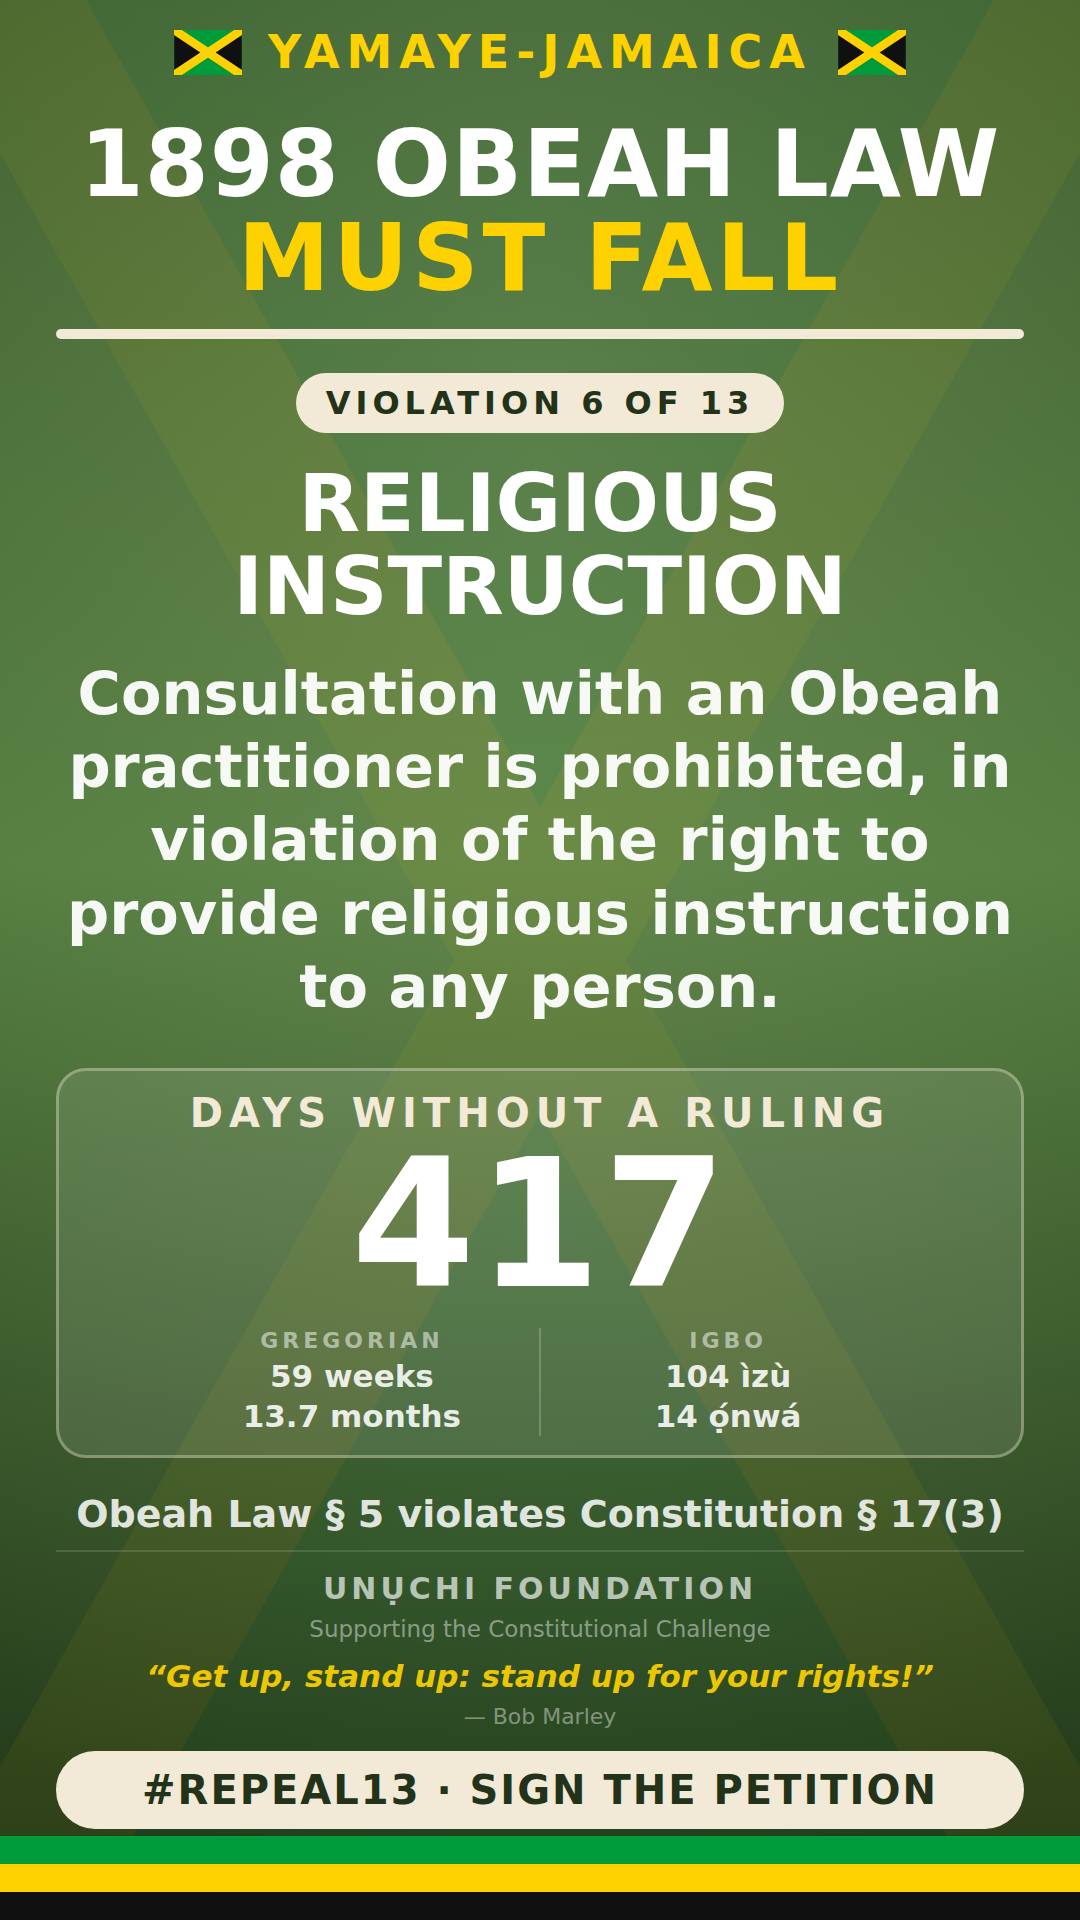 YAMAYE-JAMAICA
1898 OBEAH LAW
MUST FALL
VIOLATION 6 OF 13
RELIGIOUS
INSTRUCTION
Consultation with an Obeah
practitioner is prohibited, in
violation of the right to
provide religious instruction
to any person.
DAYS WITHOUT A RULING
417
GREGORIAN
59 weeks
13.7 months
IGBO
104 ìzù
14 ọ́nwá
Obeah Law § 5 violates Constitution § 17(3)
UNỤCHI FOUNDATION
Supporting the Constitutional Challenge
“Get up, stand up: stand up for your rights!”
— Bob Marley
#REPEAL13 · SIGN THE PETITION